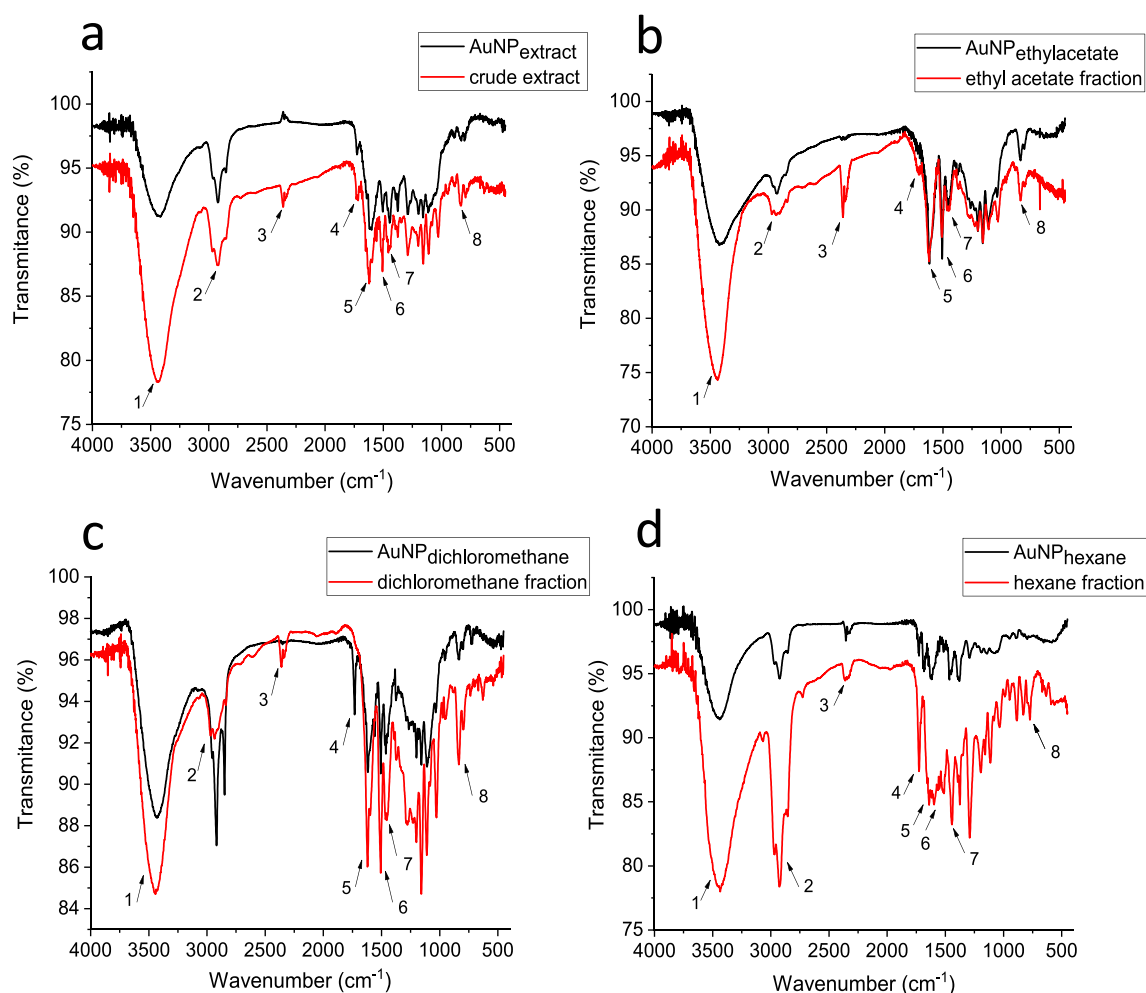 a
AuNPextract
crude extract
100
95
90
85
80
75
Transmitance (%)
1
2
3
4
5
6
7
8
4000 3500 3000 2500 2000 1500 1000 500
Wavenumber (cm-1)
b
AuNPethylacetate
ethyl acetate fraction
100
95
90
85
80
75
70
Transmitance (%)
1
2
3
4
5
6
7
8
4000 3500 3000 2500 2000 1500 1000 500
Wavenumber (cm-1)
c
AuNPdichloromethane
dichloromethane fraction
100
98
96
94
92
90
88
86
84
Transmitance (%)
1
2
3
4
5
6
7
8
4000 3500 3000 2500 2000 1500 1000 500
Wavenumber (cm-1)
d
AuNPhexane
hexane fraction
100
95
90
85
80
75
Transmitance (%)
1
2
3
4
5
6
7
8
4000 3500 3000 2500 2000 1500 1000 500
Wavenumber (cm-1)